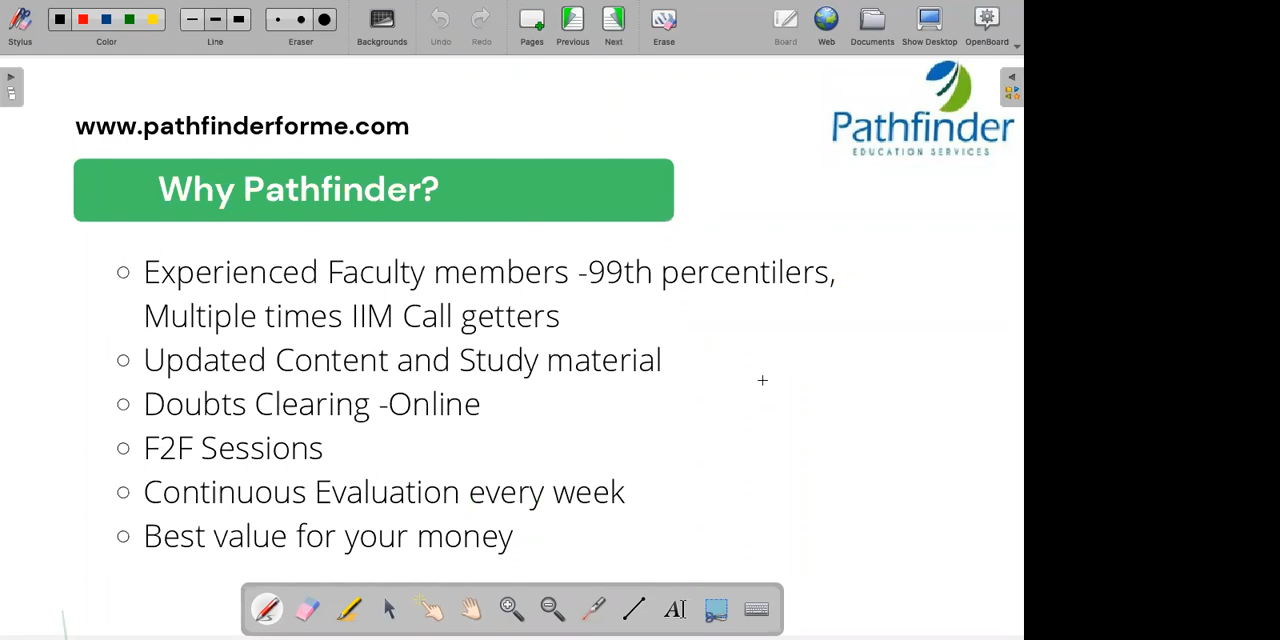 Stylus
Color
Line
Eraser
Backgrounds
Undo
Redo
Pages
Previous
Next
Erase
Board
Web
Documents
Show Desktop
OpenBoard
www.pathfinderforme.com
Pathfinder
EDUCATION SERVICES
Why Pathfinder?
Experienced Faculty members -99th percentilers,
Multiple times IIM Call getters
Updated Content and Study material
Doubts Clearing -Online
F2F Sessions
Continuous Evaluation every week
Best value for your money